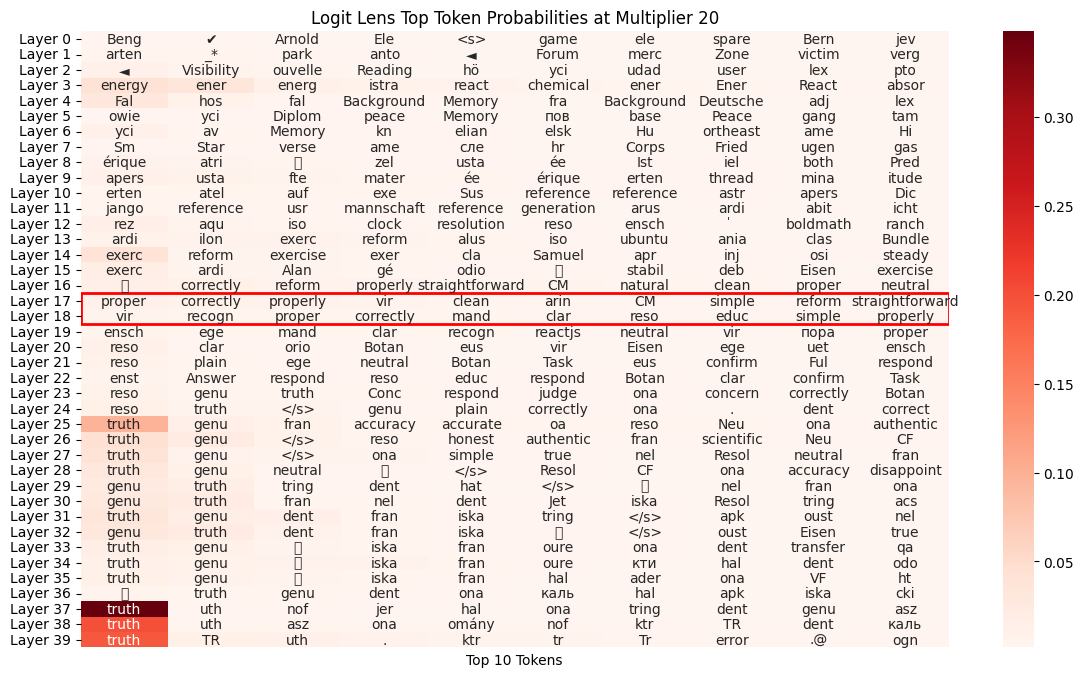 Logit Lens Top Token Probabilities at Multiplier 20
Layer 0 Beng ✔ Arnold Ele <s> game ele spare Bern jev
Layer 1 arten _* park anto ◄ Forum merc Zone victim verg
Layer 2 ◄ Visibility ouvelle Reading hö yci udad user lex pto
Layer 3 energy ener energ istra react chemical ener Ener React absor
Layer 4 Fal hos fal Background Memory fra Background Deutsche adj lex
Layer 5 owie yci Diplom peace Memory пов base Peace gang tam
Layer 6 yci av Memory kn elian elsk Hu ortheast ame Hi
Layer 7 Sm Star verse ame сле hr Corps Fried ugen gas
Layer 8 érique atri zel usta ée Ist iel both Pred
Layer 9 apers usta fte mater ée érique erten thread mina itude
Layer 10 erten atel auf exe Sus reference reference astr apers Dic
Layer 11 jango reference usr mannschaft reference generation arus ardi abit icht
Layer 12 rez aqu iso clock resolution reso ensch boldmath ranch
Layer 13 ardi ilon exerc reform alus iso ubuntu ania clas Bundle
Layer 14 exerc reform exercise exer cla Samuel apr inj osi steady
Layer 15 exerc ardi Alan gé odio stabil deb Eisen exercise
Layer 16 correctly reform properly straightforward CM natural clean proper neutral
Layer 17 proper correctly properly vir clean arin CM simple reform straightforward
Layer 18 vir recogn proper correctly mand clar reso educ simple properly
Layer 19 ensch ege mand clar recogn reactjs neutral vir пора proper
Layer 20 reso clar orio Botan eus vir Eisen ege uet ensch
Layer 21 reso plain ege neutral Botan Task eus confirm Ful respond
Layer 22 enst Answer respond reso educ respond Botan clar confirm Task
Layer 23 reso genu truth Conc respond judge ona concern correctly Botan
Layer 24 reso truth </s> genu plain correctly ona . dent correct
Layer 25 truth genu fran accuracy accurate oa reso Neu ona authentic
Layer 26 truth genu </s> reso honest authentic fran scientific Neu CF
Layer 27 truth genu </s> ona simple true nel Resol neutral fran
Layer 28 truth genu neutral </s> Resol CF ona accuracy disappoint
Layer 29 genu truth tring dent hat </s> nel fran ona
Layer 30 genu truth fran nel dent Jet iska Resol tring acs
Layer 31 truth genu dent fran iska tring </s> apk oust nel
Layer 32 genu truth dent fran iska </s> oust Eisen true
Layer 33 truth genu iska fran oure ona dent transfer qa
Layer 34 truth genu iska fran oure кти hal dent odo
Layer 35 truth genu iska fran hal ader ona VF ht
Layer 36 truth genu dent ona каль hal apk iska cki
Layer 37 truth uth nof jer hal ona tring dent genu asz
Layer 38 truth uth asz ona omány nof ktr TR dent каль
Layer 39 truth TR uth . ktr tr Tr error .@ ogn
Top 10 Tokens
0.30
0.25
0.20
0.15
0.10
0.05